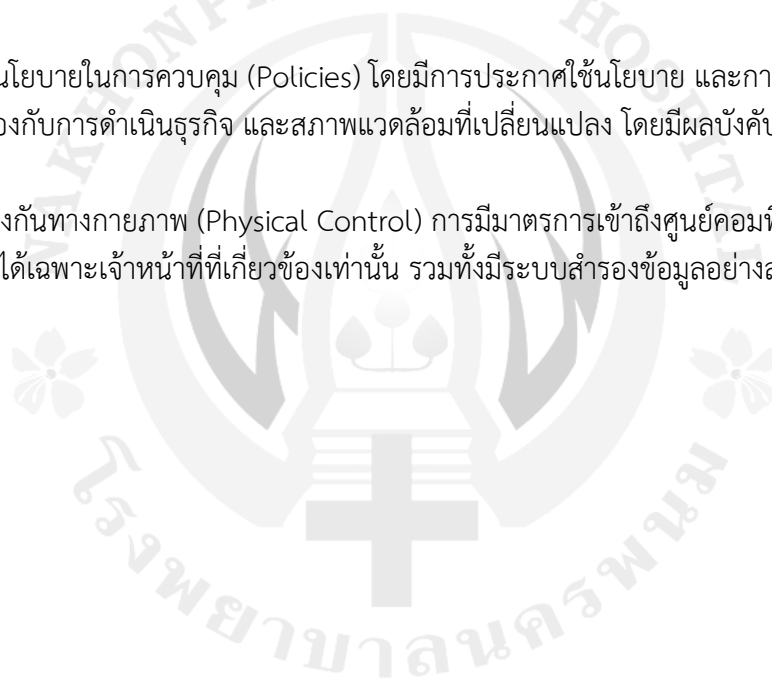 NAKHONP HOSPITAL
นโยบายในการควบคุม (Policies) โดยมีการประกาศใช้นโยบาย และกา
องกับการดำเนินธุรกิจ และสภาพแวดล้อมที่เปลี่ยนแปลง โดยมีผลบังคับ
องกันทางกายภาพ (Physical Control) การมีมาตรการเข้าถึงศูนย์คอมพิ
ได้เฉพาะเจ้าหน้าที่ที่เกี่ยวข้องเท่านั้น รวมทั้งมีระบบสำรองข้อมูลอย่างส
โรงพยาบาลนครพนม